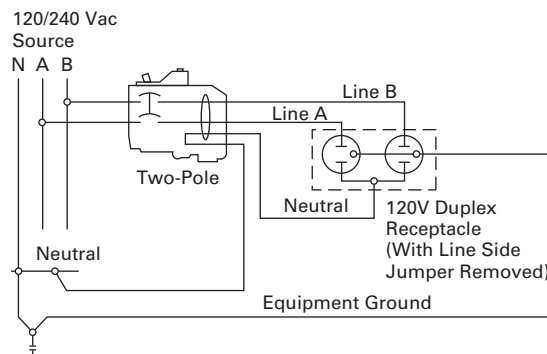 120/240 Vac
Source
N A B
Line B
Line A
Two-Pole
Neutral
120V Duplex
Receptacle
(With Line Side
Jumper Removed)
Neutral
Equipment Ground